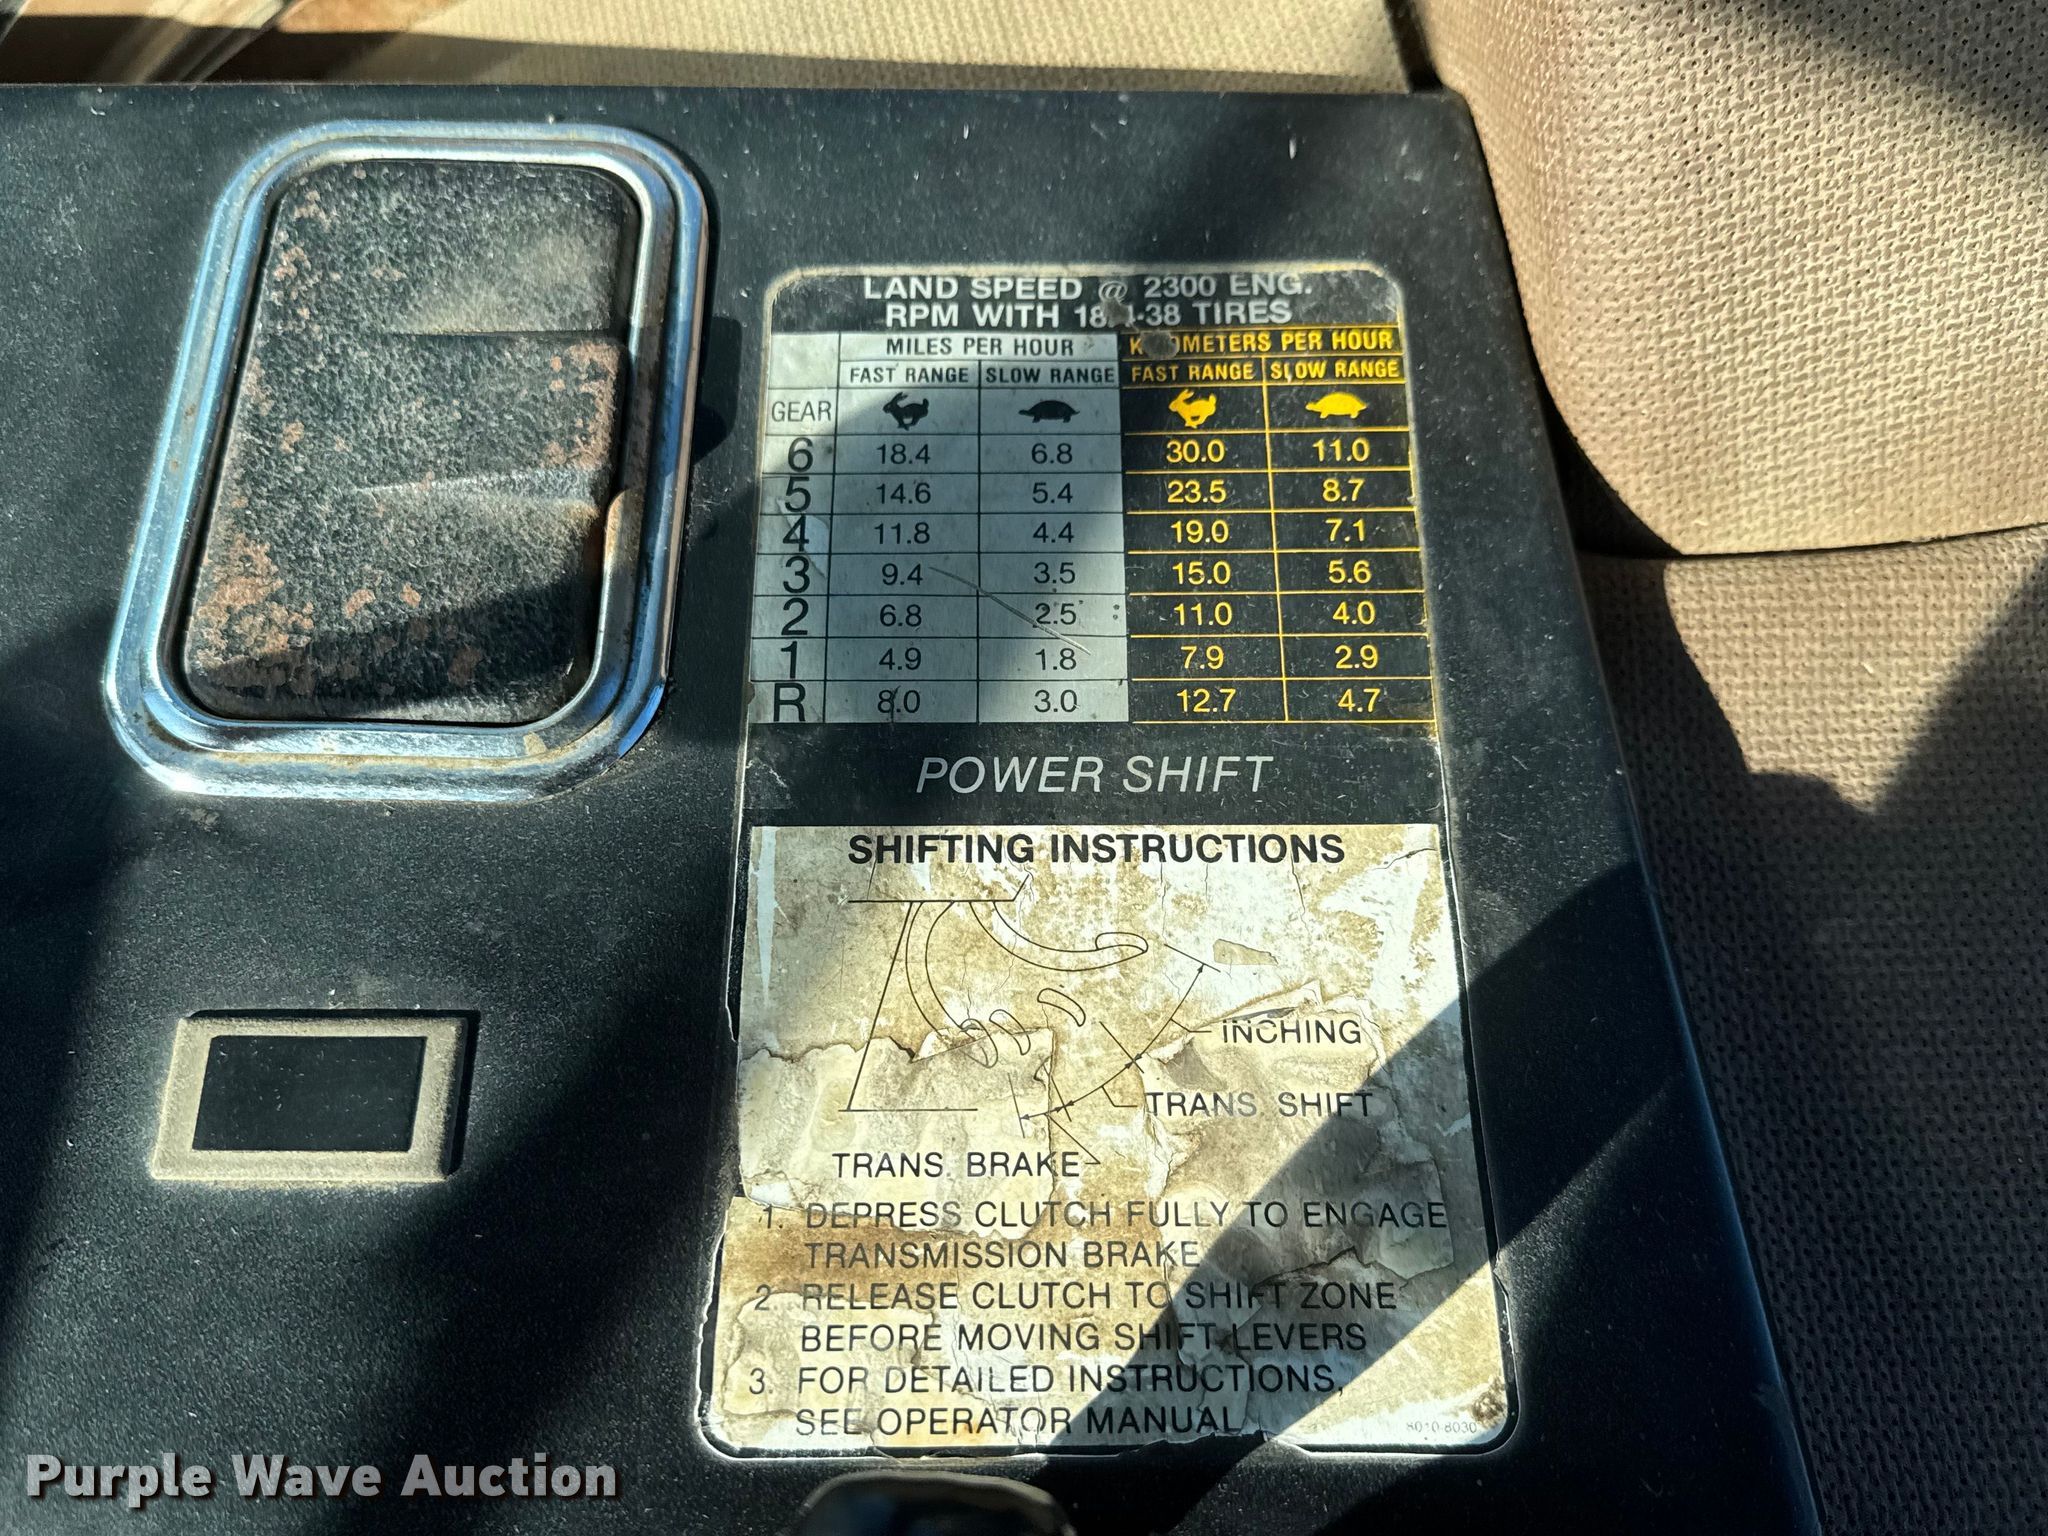 LAND SPEED @ 2300 ENG.
RPM WITH TIRES
MILES PER HOUR KILOMETERS PER HOUR
FAST RANGE SLOW RANGE FAST RANGE SLOW RANGE
GEAR
6 18.4 6.8 30.0 11.0
5 14.6 5.4 23.5 8.7
4 11.8 4.4 19.0 7.1
3 9.4 3.5 15.0 5.6
2 6.8 2.5 11.0 4.0
1 4.9 1.8 7.9 2.9
R 8.0 3.0 12.7 4.7
POWER SHIFT
SHIFTING INSTRUCTIONS
INCHING
TRANS. SHIFT
TRANS. BRAKE
1. DEPRESS CLUTCH FULLY TO ENGAGE
TRANSMISSION BRAKE
2. RELEASE CLUTCH TO SHIFT ZONE
BEFORE MOVING SHIFT LEVERS
3. FOR DETAILED INSTRUCTIONS,
SEE OPERATOR MANUAL
8010-8030
Purple Wave Auction